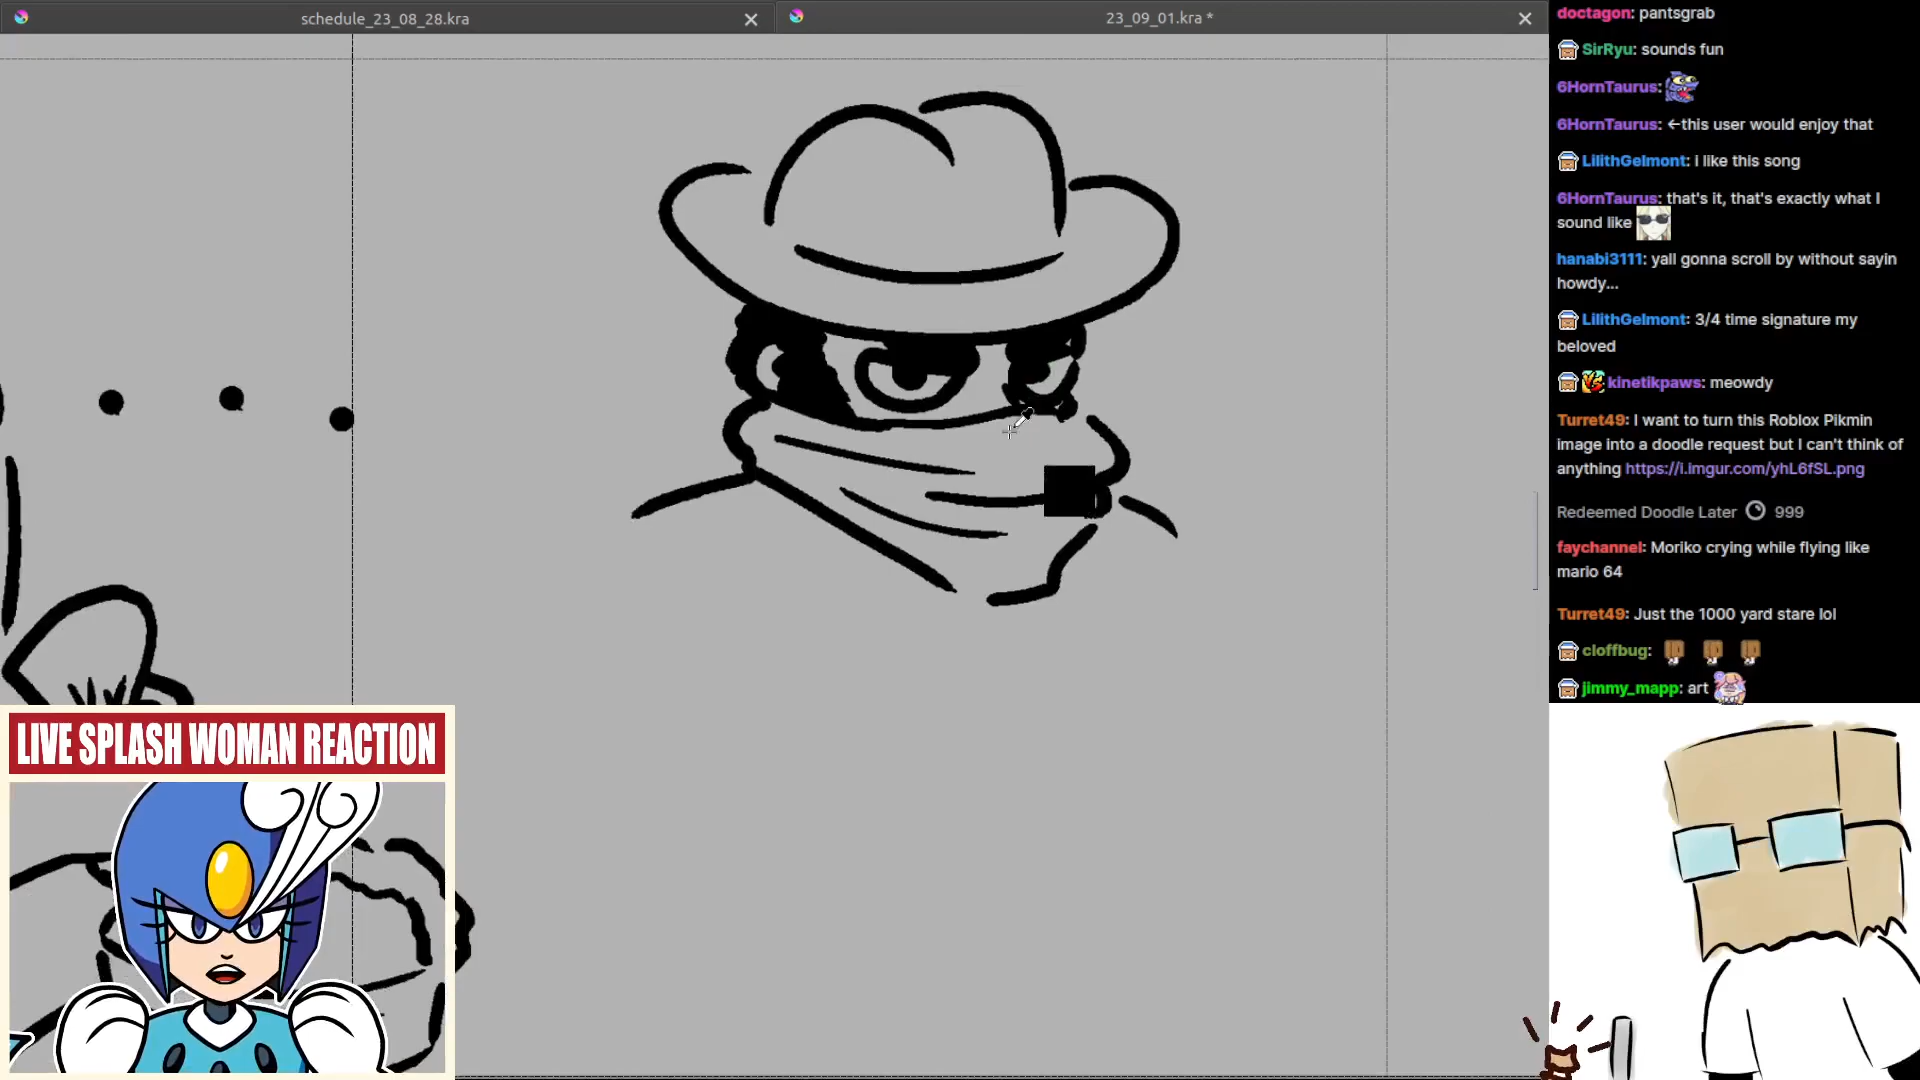 schedule_23_08_28.kra
23_09_01.kra *
doctagon: pantsgrab
SirRyu: sounds fun
6HornTaurus:
6HornTaurus: ←this user would enjoy that
LilithGelmont: i like this song
6HornTaurus: that's it, that's exactly what I
sound like
hanabi3111: yall gonna scroll by without sayin
howdy...
LilithGelmont: 3/4 time signature my
beloved
kinetikpaws: meowdy
Turret49: I want to turn this Roblox Pikmin
image into a doodle request but I can't think of
anything https://i.imgur.com/yhL6fSL.png
Redeemed Doodle Later 999
faychannel: Moriko crying while flying like
mario 64
Turret49: Just the 1000 yard stare lol
cloffbug:
jimmy_mapp: art
LIVE SPLASH WOMAN REACTION